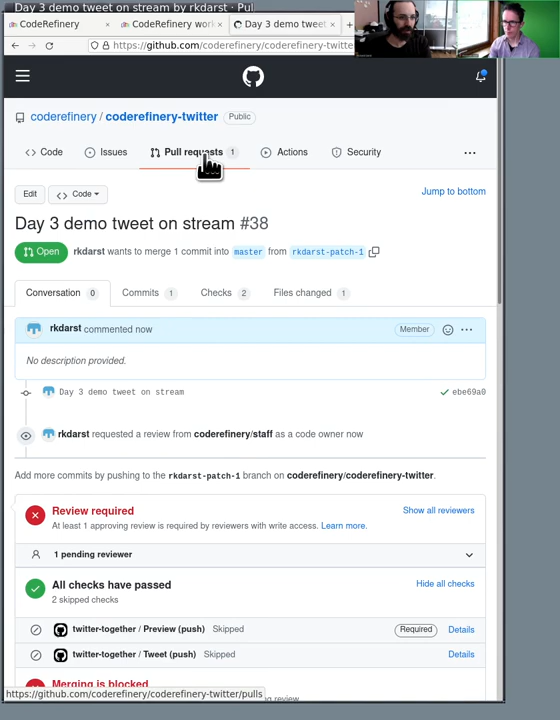 Day 3 demo tweet on stream by rkdarst · Pul
CodeRefinery
CodeRefinery wor
Day 3 demo tweet
https://github.com/coderefinery/coderefinery-twitte
coderefinery / coderefinery-twitter Public
Code Issues Pull requests 1 Actions Security
Edit Code Jump to bottom
Day 3 demo tweet on stream #38
Open rkdarst wants to merge 1 commit into master from rkdarst-patch-1
Conversation 0 Commits 1 Checks 2 Files changed 1
rkdarst commented now Member
No description provided.
Day 3 demo tweet on stream ebe69a0
rkdarst requested a review from coderefinery/staff as a code owner now
Add more commits by pushing to the rkdarst-patch-1 branch on coderefinery/coderefinery-twitter.
Review required Show all reviewers
At least 1 approving review is required by reviewers with write access. Learn more.
1 pending reviewer
All checks have passed Hide all checks
2 skipped checks
twitter-together / Preview (push) Skipped Required Details
twitter-together / Tweet (push) Skipped Details
Merging is blocked
https://github.com/coderefinery/coderefinery-twitter/pulls
ng review